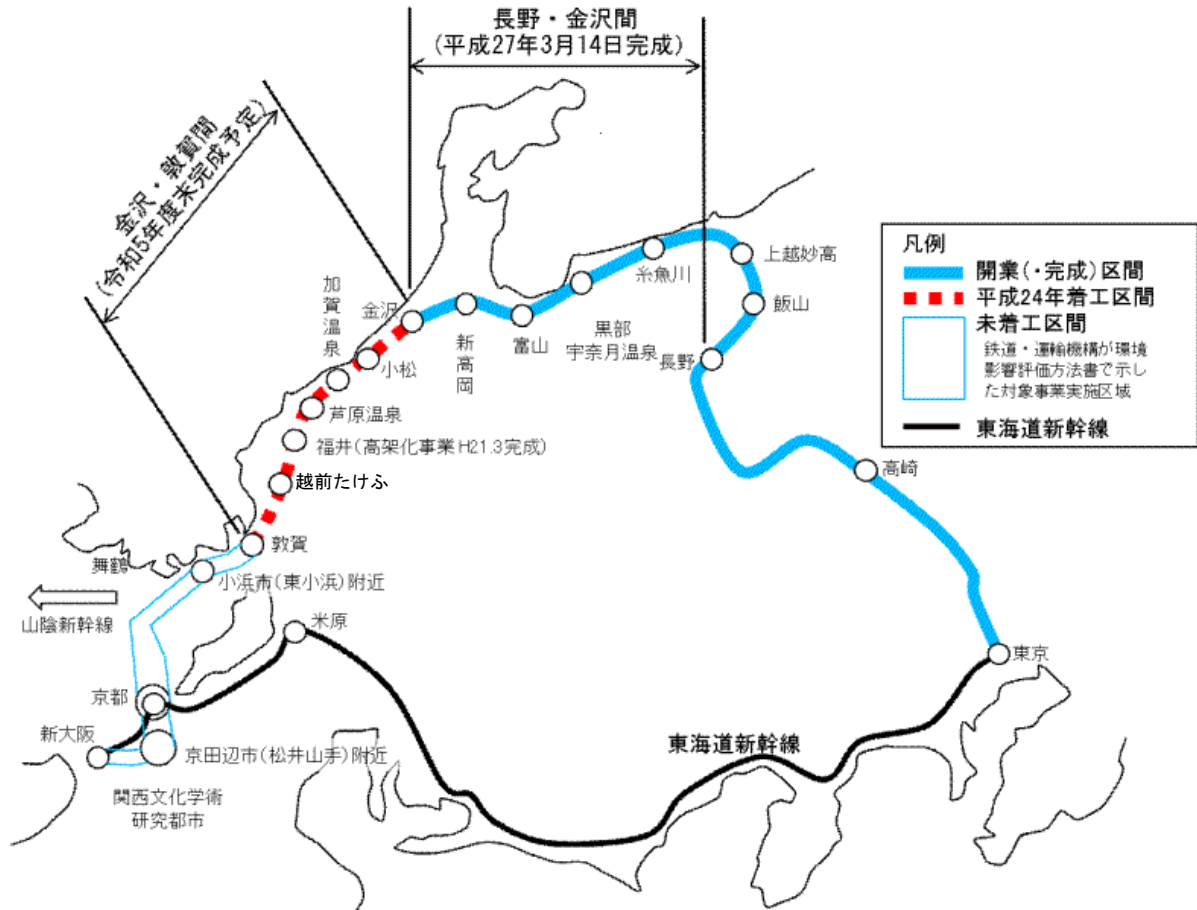 長野・金沢間
(平成27年3月14日完成)
金沢・敦賀間
(令和5年度末完成予定)
凡例
開業(・完成)区間
平成24年着工区間
未着工区間
鉄道・運輸機構が環境
影響評価方法書で示し
た対象事業実施区域
東海道新幹線
糸魚川
上越妙高
飯山
加賀温泉
金沢
新高岡
富山
黒部
宇奈月温泉
長野
小松
芦原温泉
福井(高架化事業H21.3完成)
高崎
越前たけふ
敦賀
舞鶴
小浜市(東小浜)附近
山陰新幹線
米原
東京
京都
新大阪
京田辺市(松井山手)附近
東海道新幹線
関西文化学術
研究都市